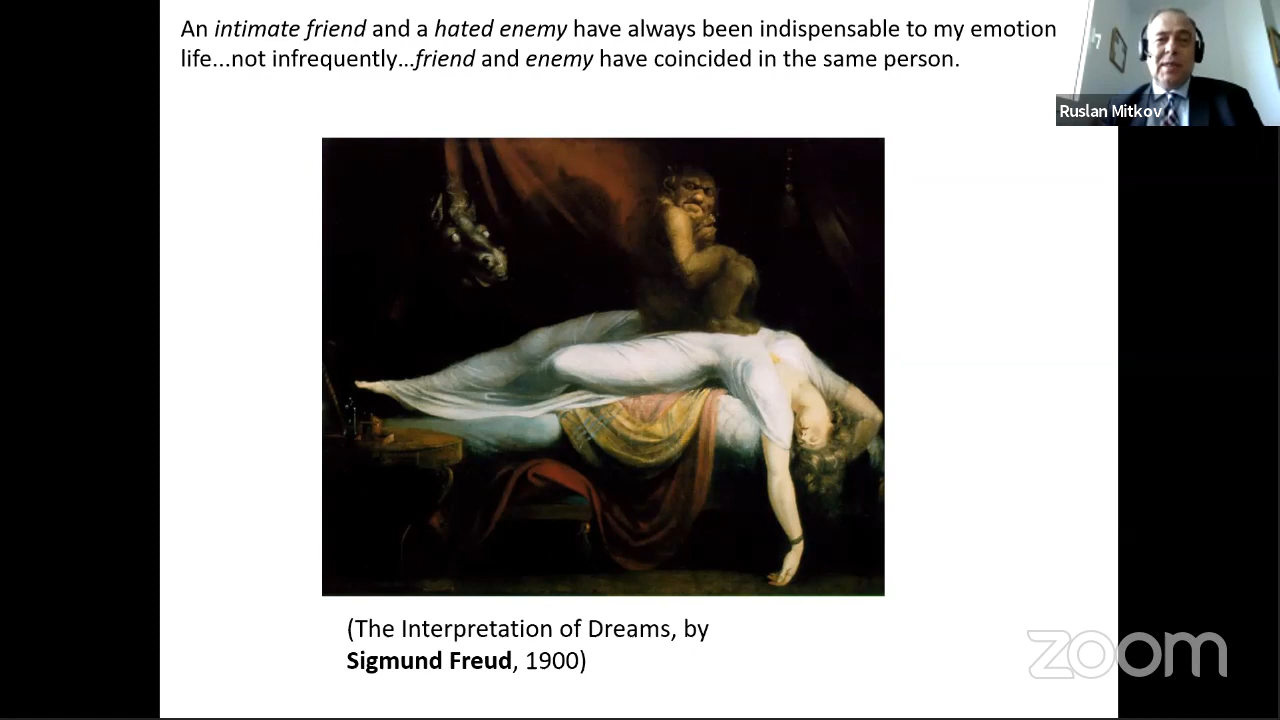 An intimate friend and a hated enemy have always been indispensable to my emotion
life...not infrequently...friend and enemy have coincided in the same person.
Ruslan Mitkov
(The Interpretation of Dreams, by
Sigmund Freud, 1900)
zoom